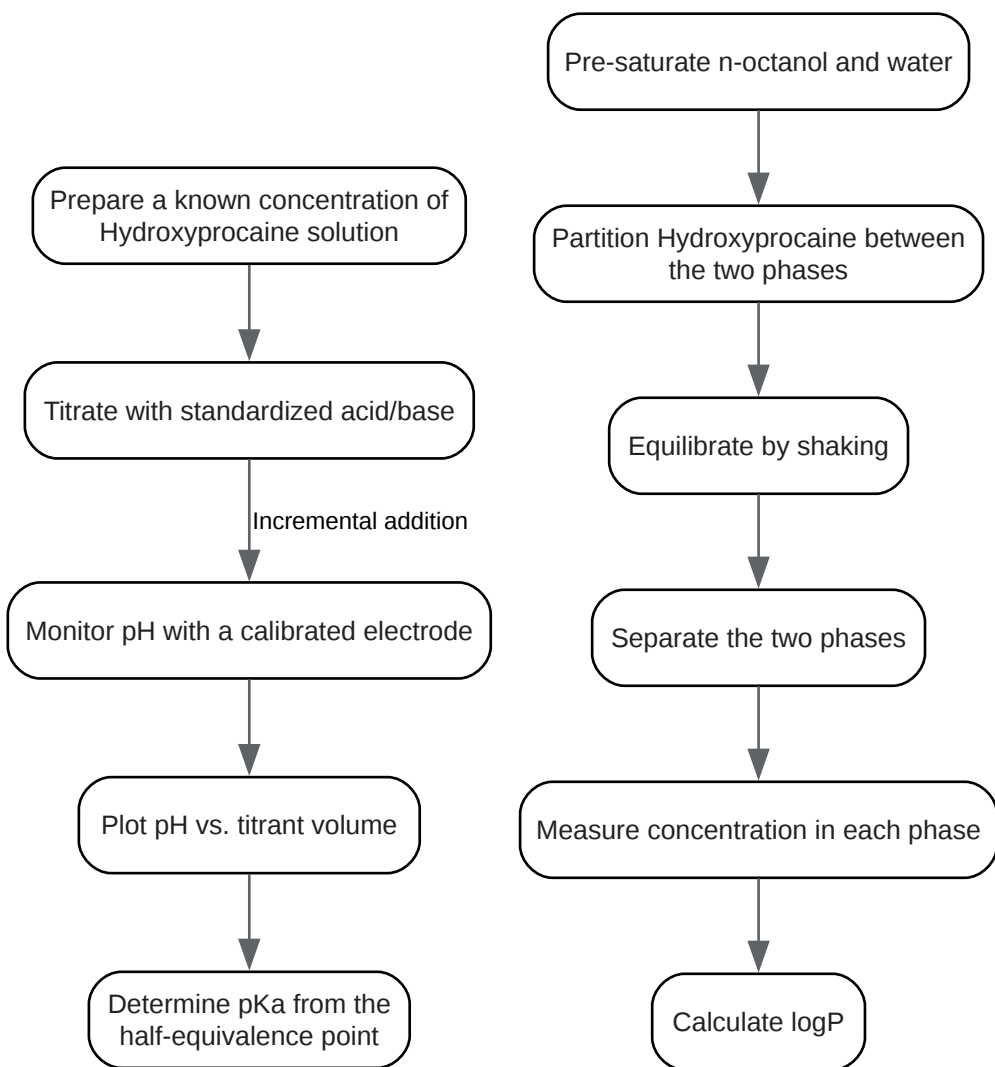 Prepare a known concentration of
Hydroxyprocaine solution
Titrate with standardized acid/base
Incremental addition
Monitor pH with a calibrated electrode
Plot pH vs. titrant volume
Determine pKa from the
half-equivalence point
Pre-saturate n-octanol and water
Partition Hydroxyprocaine between
the two phases
Equilibrate by shaking
Separate the two phases
Measure concentration in each phase
Calculate logP